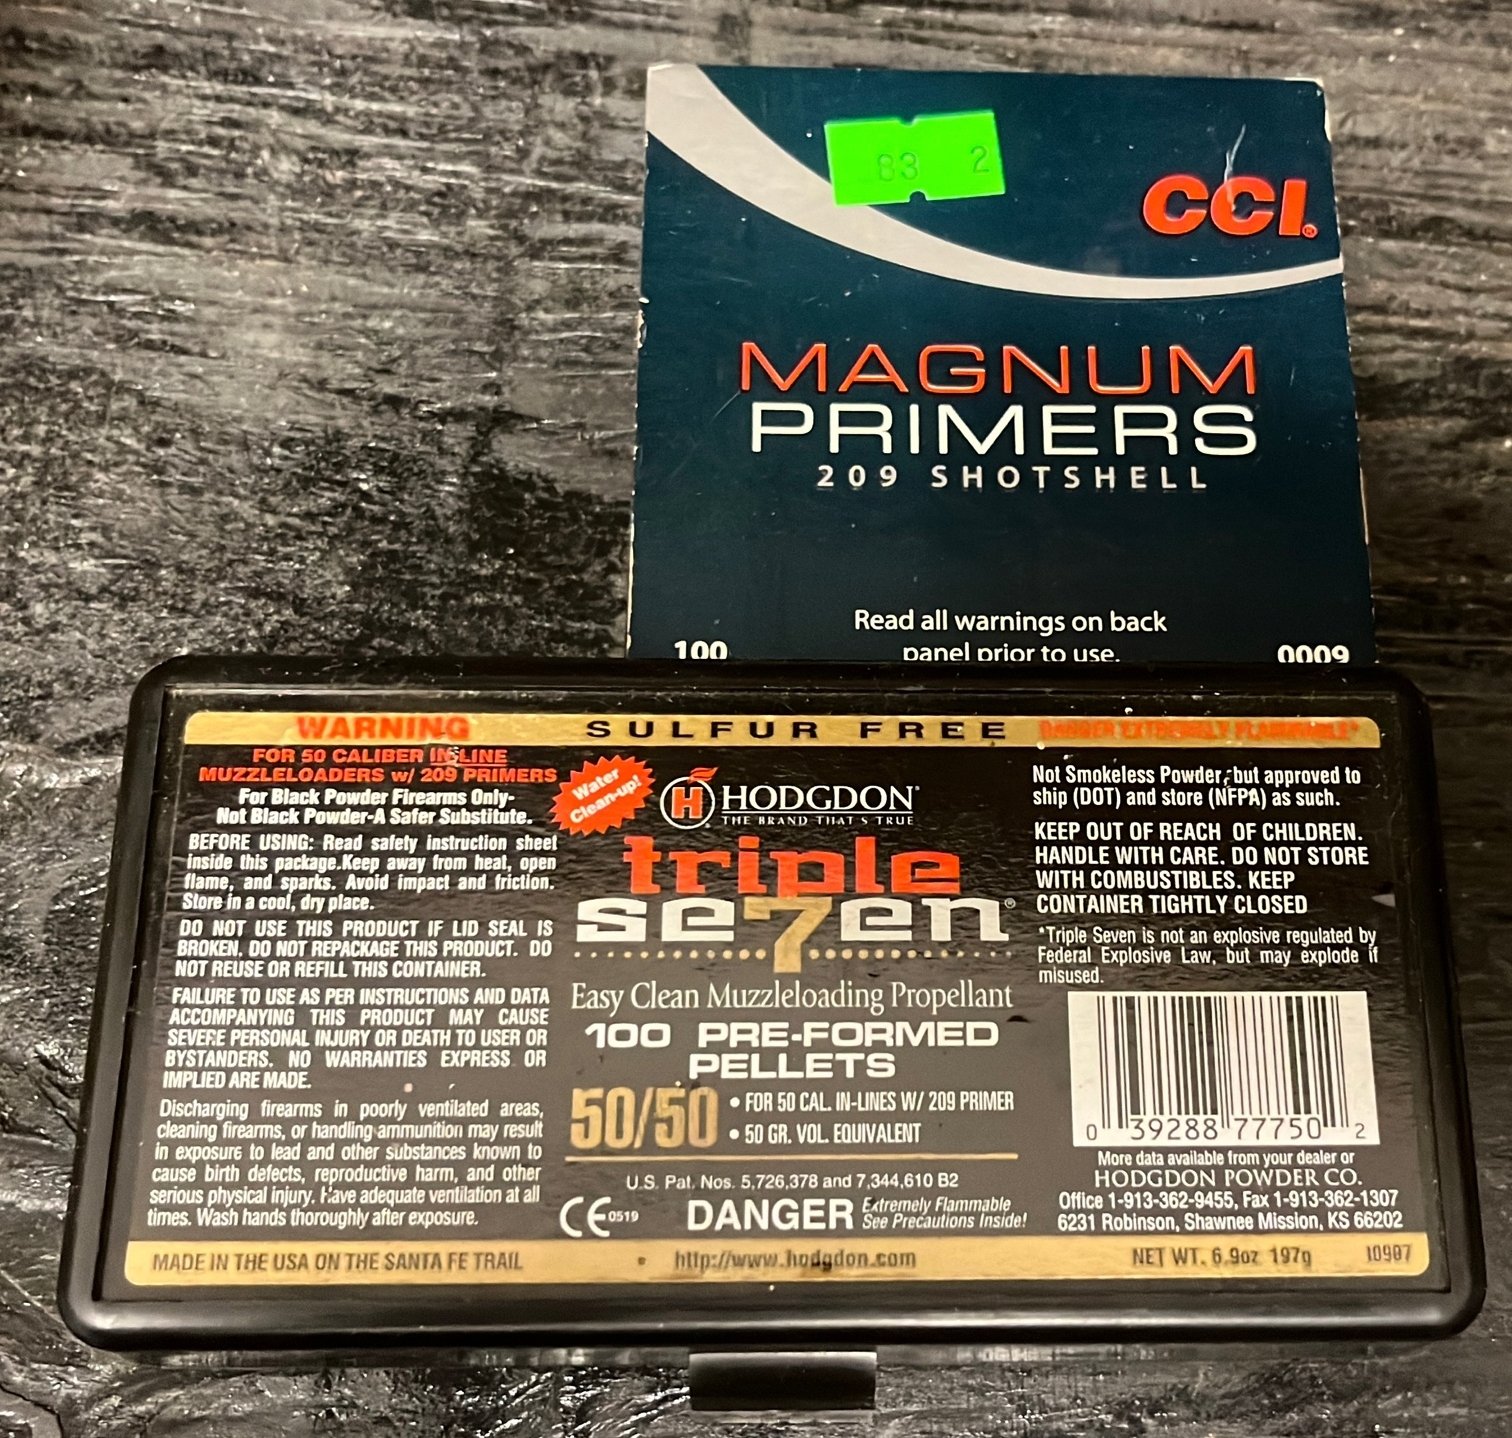 83 2
CCI®
MAGNUM
PRIMERS
209 SHOTSHELL
Read all warnings on back
panel prior to use.
100
0009
WARNING
FOR 50 CALIBER IN-LINE
MUZZLELOADERS w/ 209 PRIMERS
For Black Powder Firearms Only-
Not Black Powder-A Safer Substitute.
BEFORE USING: Read safety instruction sheet
inside this package.Keep away from heat, open
flame, and sparks. Avoid impact and friction.
Store in a cool, dry place.
DO NOT USE THIS PRODUCT IF LID SEAL IS
BROKEN. DO NOT REPACKAGE THIS PRODUCT. DO
NOT REUSE OR REFILL THIS CONTAINER.
FAILURE TO USE AS PER INSTRUCTIONS AND DATA
ACCOMPANYING THIS PRODUCT MAY CAUSE
SEVERE PERSONAL INJURY OR DEATH TO USER OR
BYSTANDERS. NO WARRANTIES EXPRESS OR
IMPLIED ARE MADE.
Discharging firearms in poorly ventilated areas,
cleaning firearms, or handling ammunition may result
in exposure to lead and other substances known to
cause birth defects, reproductive harm, and other
serious physical injury. Have adequate ventilation at all
times. Wash hands thoroughly after exposure.
MADE IN THE USA ON THE SANTA FE TRAIL
SULFUR FREE
Water
Clean-up!
H HODGDON®
THE BRAND THAT'S TRUE
triple
se7en®
Easy Clean Muzzleloading Propellant
100 PRE-FORMED
PELLETS
50/50
• FOR 50 CAL. IN-LINES W/ 209 PRIMER
• 50 GR. VOL. EQUIVALENT
U.S. Pat. Nos. 5,726,378 and 7,344,610 B2
CE 0519
DANGER
Extremely Flammable
See Precautions Inside!
• http://www.hodgdon.com
DANGER EXTREMELY FLAMMABLE*
Not Smokeless Powder, but approved to
ship (DOT) and store (NFPA) as such.
KEEP OUT OF REACH OF CHILDREN.
HANDLE WITH CARE. DO NOT STORE
WITH COMBUSTIBLES. KEEP
CONTAINER TIGHTLY CLOSED
*Triple Seven is not an explosive regulated by
Federal Explosive Law, but may explode if
misused.
0 39288 77750 2
More data available from your dealer or
HODGDON POWDER CO.
Office 1-913-362-9455, Fax 1-913-362-1307
6231 Robinson, Shawnee Mission, KS 66202
NET WT. 6.9oz 197g
10907